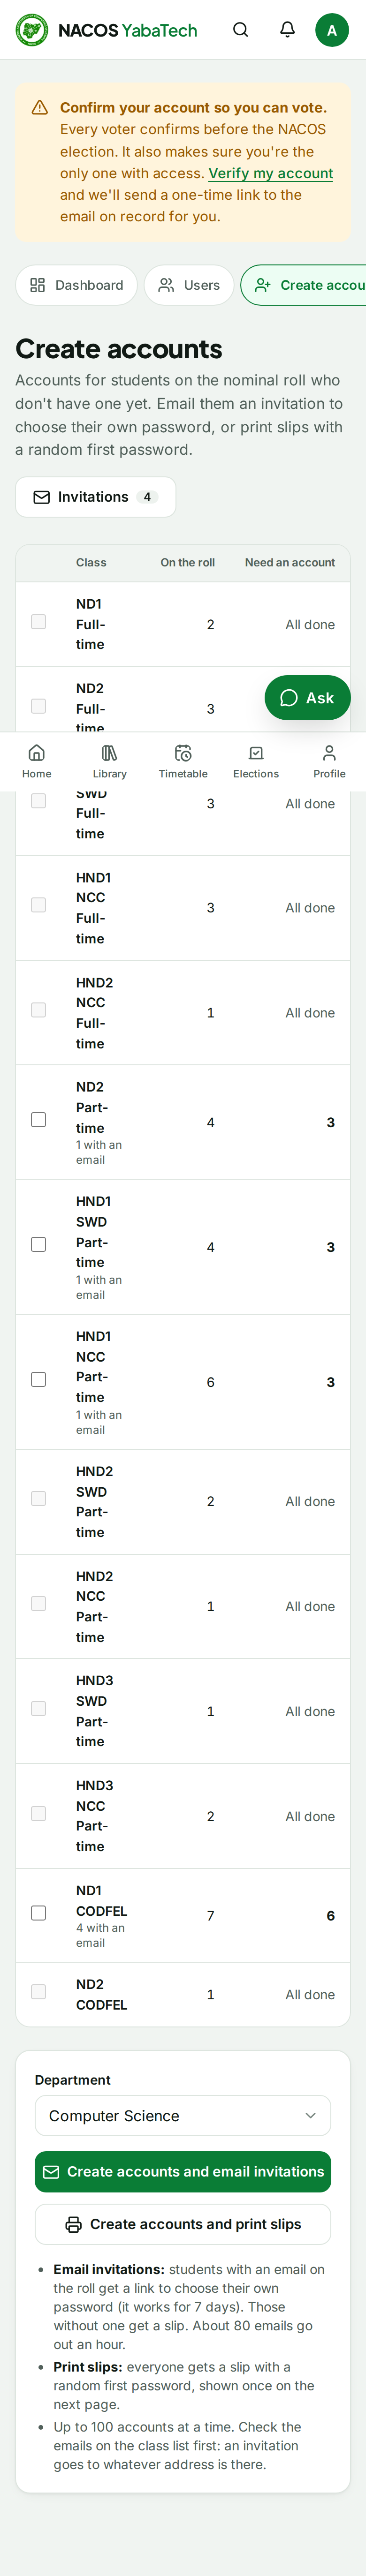 NACOS YabaTech
A
Confirm your account so you can vote.
Every voter confirms before the NACOS
election. It also makes sure you're the
only one with access. Verify my account
and we'll send a one-time link to the
email on record for you.
Dashboard
Users
Create accou
Create accounts
Accounts for students on the nominal roll who
don't have one yet. Email them an invitation to
choose their own password, or print slips with
a random first password.
Invitations 4
Class On the roll Need an account
ND1
Full-
time
2
All done
ND2
Full-
time
3
Ask
Home
Library
Timetable
Elections
Profile
SWD
Full-
time
3
All done
HND1
NCC
Full-
time
3
All done
HND2
NCC
Full-
time
1
All done
ND2
Part-
time
1 with an
email
4
3
HND1
SWD
Part-
time
1 with an
email
4
3
HND1
NCC
Part-
time
1 with an
email
6
3
HND2
SWD
Part-
time
2
All done
HND2
NCC
Part-
time
1
All done
HND3
SWD
Part-
time
1
All done
HND3
NCC
Part-
time
2
All done
ND1
CODFEL
4 with an
email
7
6
ND2
CODFEL
1
All done
Department
Computer Science
Create accounts and email invitations
Create accounts and print slips
• Email invitations: students with an email on
the roll get a link to choose their own
password (it works for 7 days). Those
without one get a slip. About 80 emails go
out an hour.
• Print slips: everyone gets a slip with a
random first password, shown once on the
next page.
• Up to 100 accounts at a time. Check the
emails on the class list first: an invitation
goes to whatever address is there.